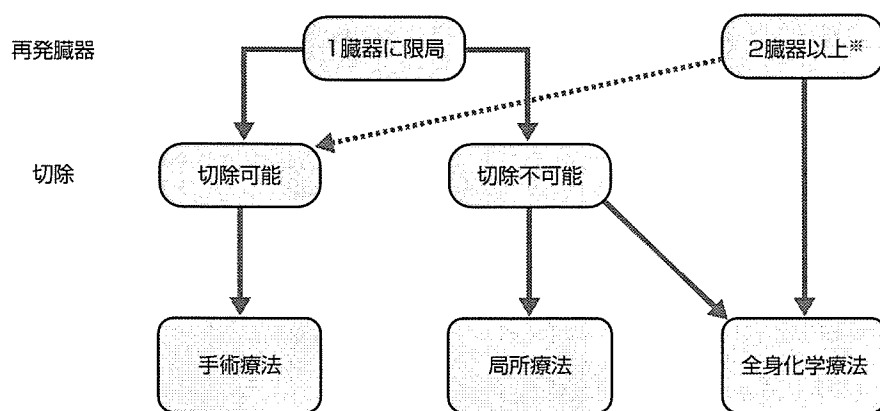 再発臓器
1臓器に限局
2臓器以上※
切除
切除可能
切除不可能
手術療法
局所療法
全身化学療法